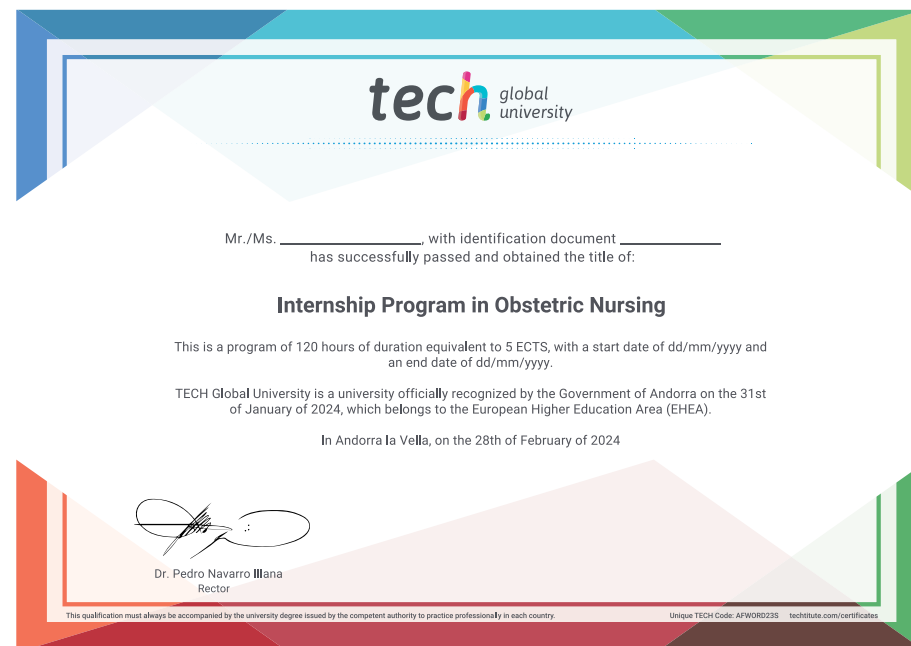 tech global university
Mr./Ms. ____________, with identification document ____________
has successfully passed and obtained the title of:
Internship Program in Obstetric Nursing
This is a program of 120 hours of duration equivalent to 5 ECTS, with a start date of dd/mm/yyyy and
an end date of dd/mm/yyyy.
TECH Global University is a university officially recognized by the Government of Andorra on the 31st
of January of 2024, which belongs to the European Higher Education Area (EHEA).
In Andorra la Vella, on the 28th of February of 2024
Dr. Pedro Navarro Illana
Rector
This qualification must always be accompanied by the university degree issued by the competent authority to practice professionally in each country.
Unique TECH Code: AFWORD23S techtitute.com/certificates